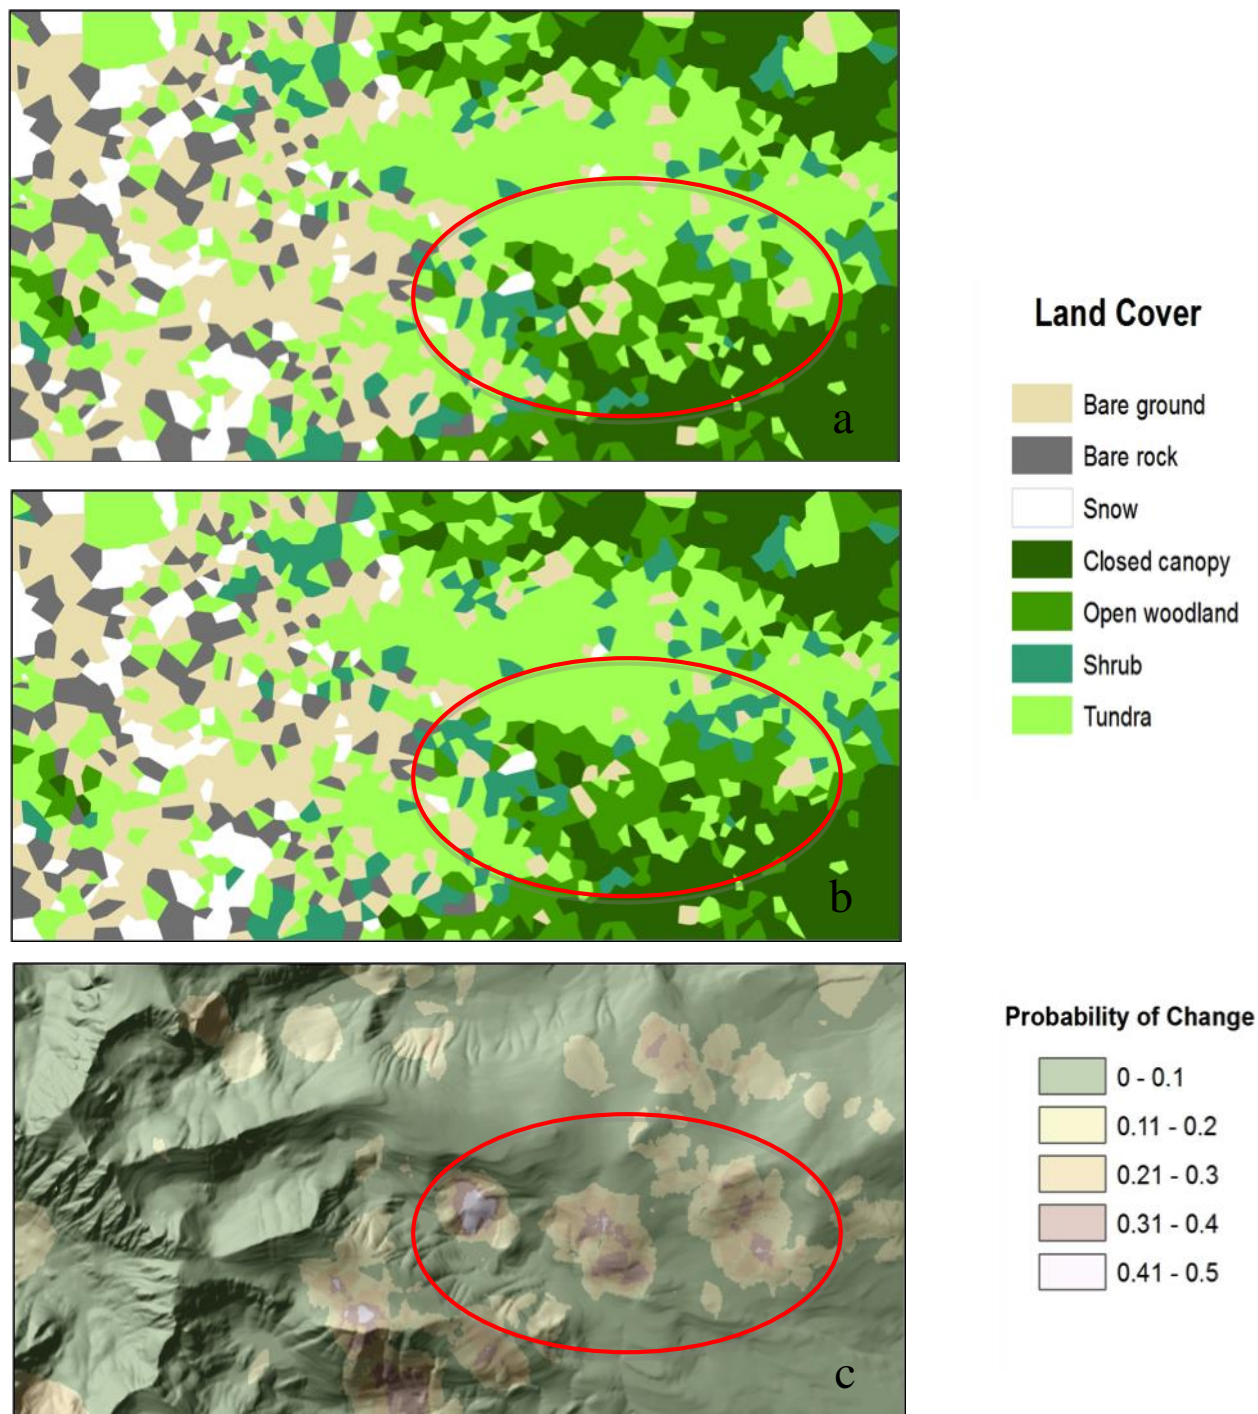 a
Land Cover
Bare ground
Bare rock
Snow
Closed canopy
Open woodland
Shrub
Tundra
b
Probability of Change
0 - 0.1
0.11 - 0.2
0.21 - 0.3
0.31 - 0.4
0.41 - 0.5
c